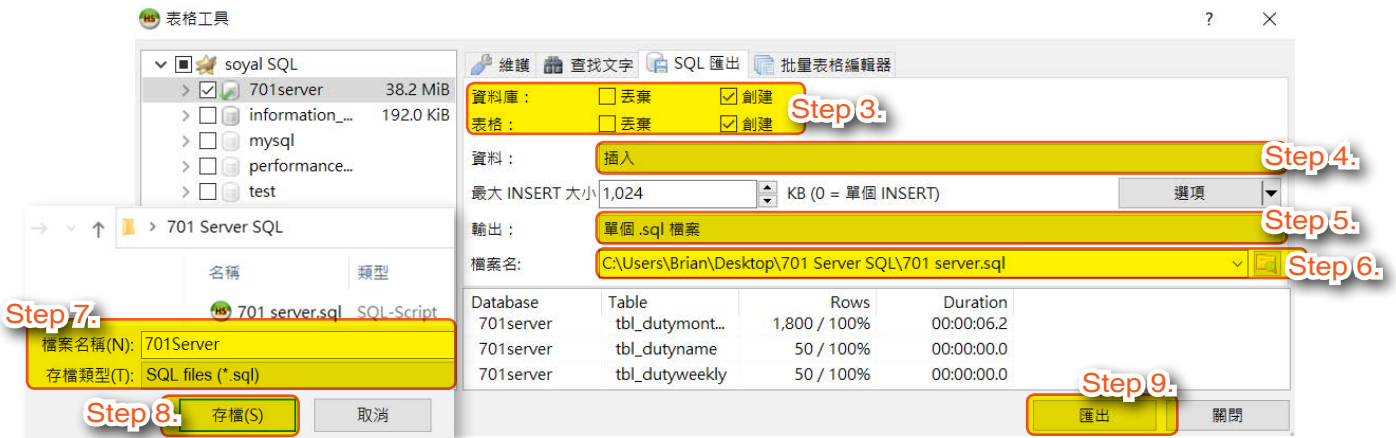 表格工具
?
soyal SQL
701server 38.2 MiB
information_... 192.0 KiB
mysql
performance...
test
維護 查找文字 SQL 匯出 批量表格編輯器
資料庫： 丟棄 創建
表格： 丟棄 創建
Step 3.
資料： 插入
Step 4.
最大 INSERT 大小 1,024 KB (0 = 單個 INSERT) 選項
輸出： 單個 .sql 檔案
Step 5.
檔案名: C:\Users\Brian\Desktop\701 Server SQL\701 server.sql
Step 6.
Database Table Rows Duration
701server tbl_dutymont... 1,800 / 100% 00:00:06.2
701server tbl_dutyname 50 / 100% 00:00:00.0
701server tbl_dutyweekly 50 / 100% 00:00:00.0
Step 9.
匯出 關閉
701 Server SQL
名稱 類型
HS 701 server.sql SQL-Script
Step 7.
檔案名稱(N): 701Server
存檔類型(T): SQL files (*.sql)
Step 8.
存檔(S) 取消